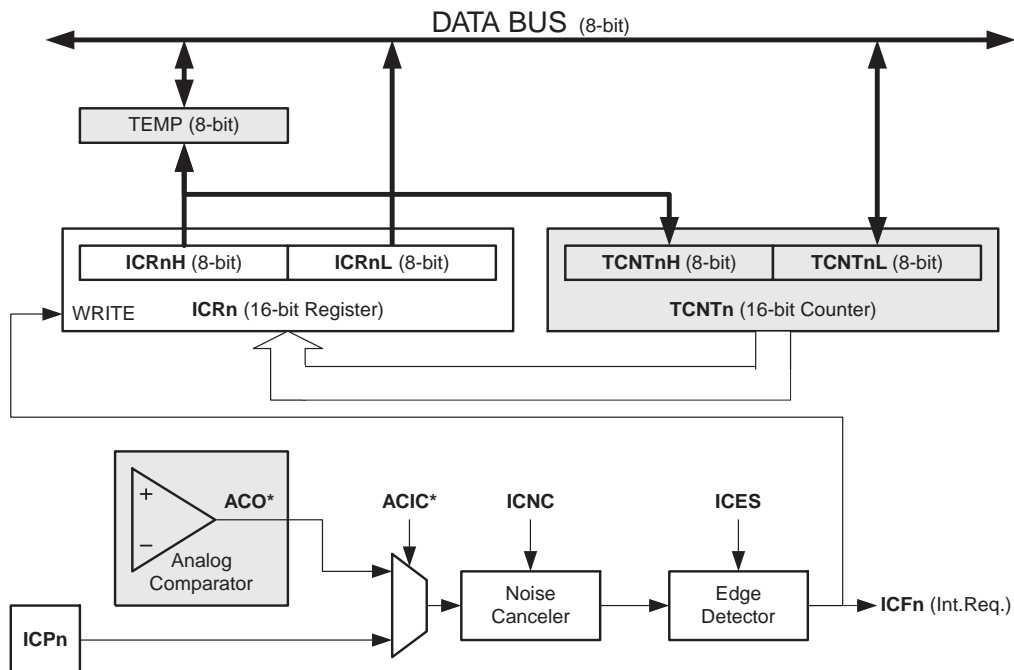 DATA BUS (8-bit)
TEMP (8-bit)
ICRnH (8-bit) ICRnL (8-bit)
WRITE ICRn (16-bit Register)
TCNTnH (8-bit) TCNTnL (8-bit)
TCNTn (16-bit Counter)
+
−
ACO*
Analog
Comparator
ACIC*
ICNC
ICES
Noise
Canceler
Edge
Detector
ICFn (Int.Req.)
ICPn